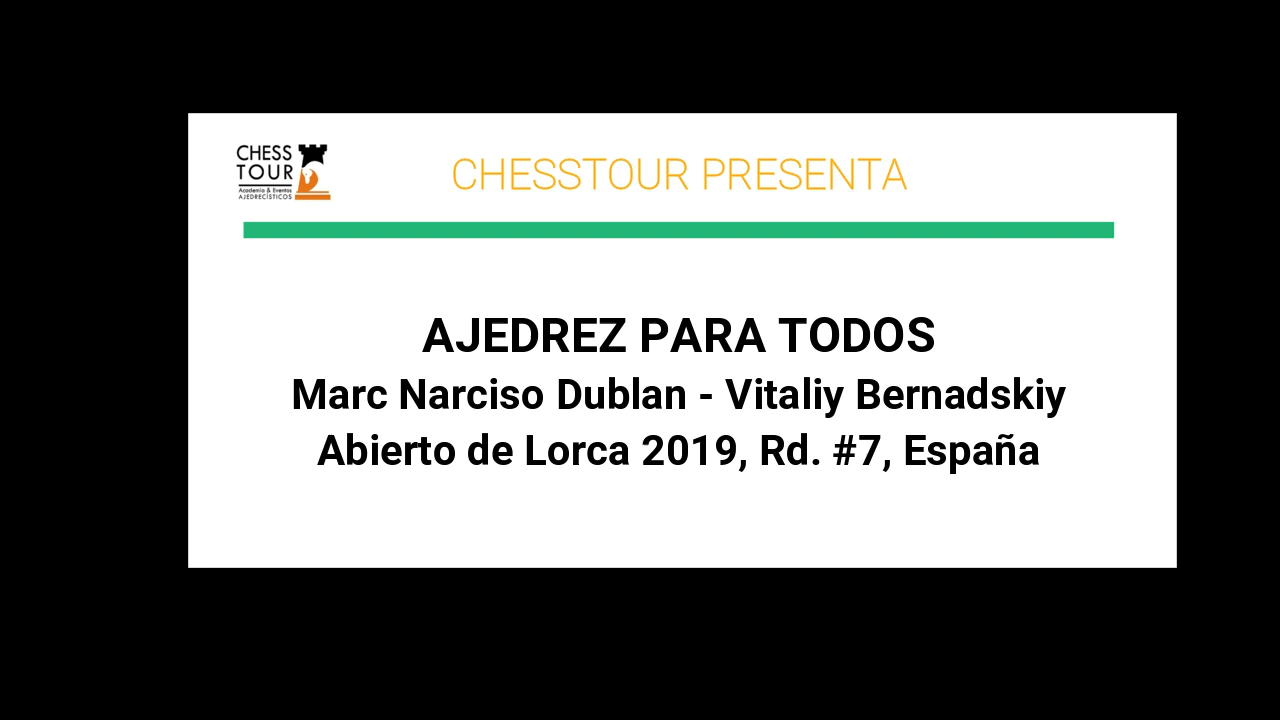 CHESS
TOUR
Academia & Eventos
AJEDRECÍSTICOS
CHESSTOUR PRESENTA
AJEDREZ PARA TODOS
Marc Narciso Dublan - Vitaliy Bernadskiy
Abierto de Lorca 2019, Rd. #7, España